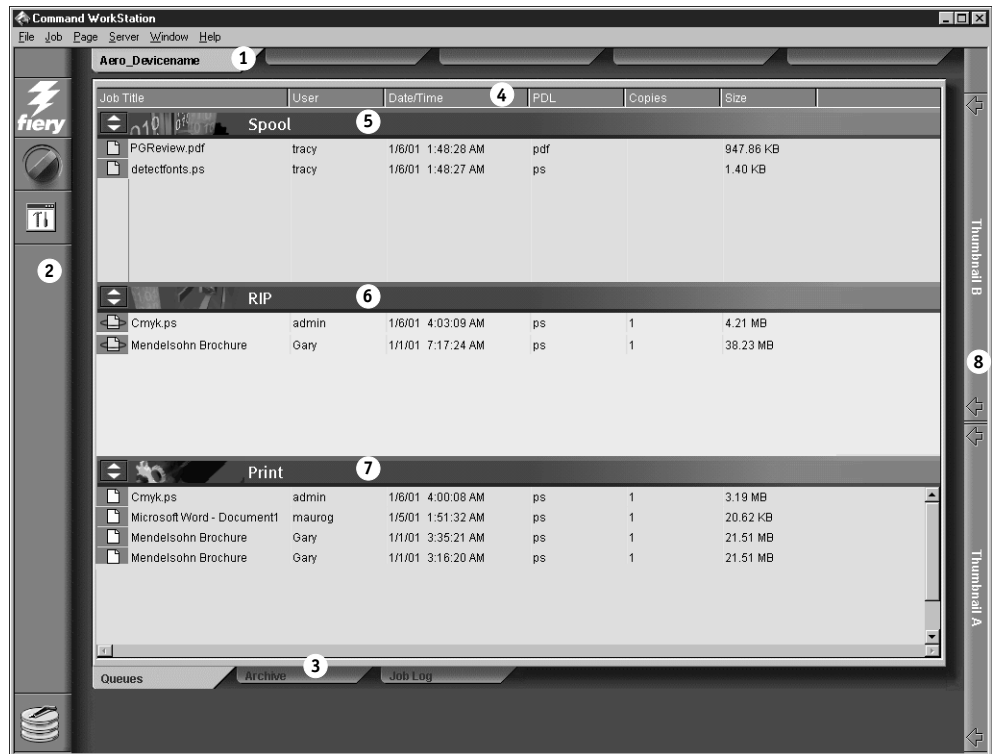 Command WorkStation
File Job Page Server Window Help
Aero_Devicename 1
Job Title User Date/Time 4 PDL Copies Size
fiery
Spool 5
PGReview.pdf tracy 1/6/01 1:48:28 AM pdf 947.86 KB
detectfonts.ps tracy 1/6/01 1:48:27 AM ps 1.40 KB
2
Thumbnail B
RIP 6
Cmyk.ps admin 1/6/01 4:03:09 AM ps 1 4.21 MB
Mendelsohn Brochure Gary 1/1/01 7:17:24 AM ps 1 38.23 MB
8
Print 7
Cmyk.ps admin 1/6/01 4:00:08 AM ps 1 3.19 MB
Microsoft Word - Document1 maurog 1/5/01 1:51:32 AM ps 1 20.62 KB
Mendelsohn Brochure Gary 1/1/01 3:35:21 AM ps 1 21.51 MB
Mendelsohn Brochure Gary 1/1/01 3:16:20 AM ps 1 21.51 MB
Thumbnail A
Queues Archive 3 Job Log